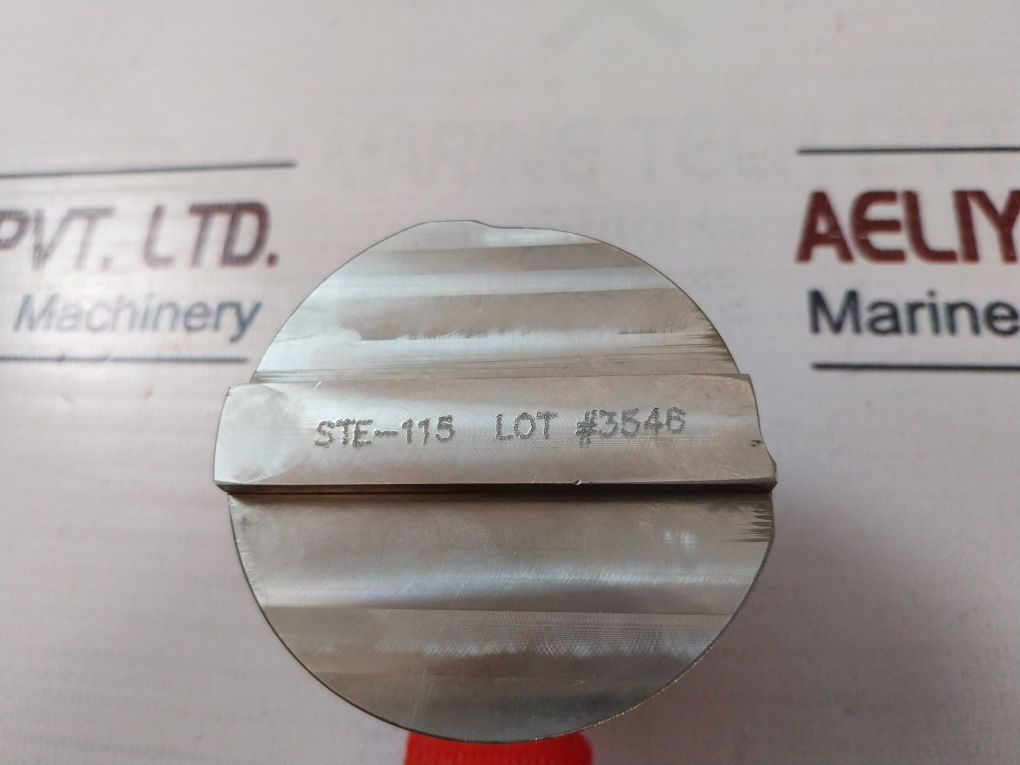 PVT. LTD.
Machinery
AELIY
Marine
STE-115 LOT #3546